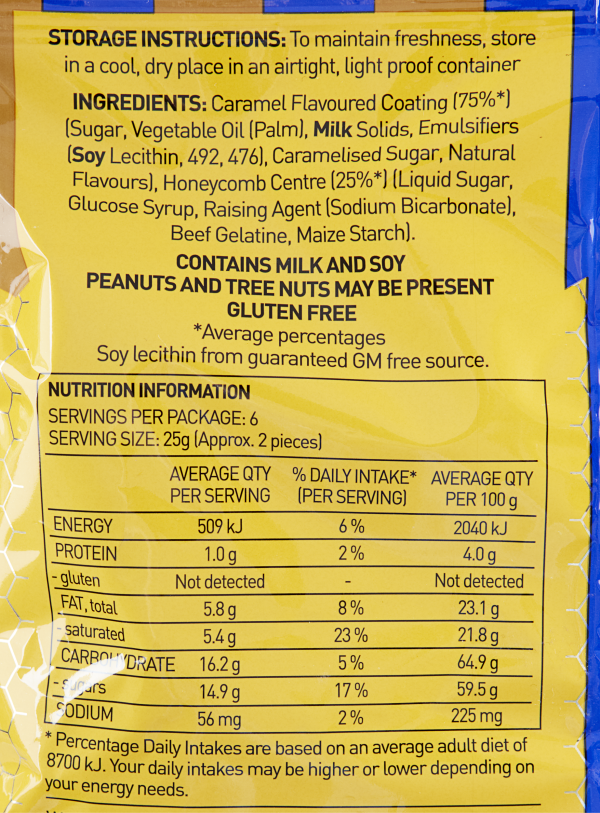 STORAGE INSTRUCTIONS: To maintain freshness, store
in a cool, dry place in an airtight, light proof container
INGREDIENTS: Caramel Flavoured Coating (75%*)
(Sugar, Vegetable Oil (Palm), Milk Solids, Emulsifiers
(Soy Lecithin, 492, 476), Caramelised Sugar, Natural
Flavours), Honeycomb Centre (25%*) (Liquid Sugar,
Glucose Syrup, Raising Agent (Sodium Bicarbonate),
Beef Gelatine, Maize Starch).
CONTAINS MILK AND SOY
PEANUTS AND TREE NUTS MAY BE PRESENT
GLUTEN FREE
*Average percentages
Soy lecithin from guaranteed GM free source.
NUTRITION INFORMATION
SERVINGS PER PACKAGE: 6
SERVING SIZE: 25g (Approx. 2 pieces)
AVERAGE QTY % DAILY INTAKE* AVERAGE QTY
PER SERVING (PER SERVING) PER 100 g
ENERGY 509 kJ 6 % 2040 kJ
PROTEIN 1.0 g 2 % 4.0 g
- gluten Not detected - Not detected
FAT, total 5.8 g 8 % 23.1 g
- saturated 5.4 g 23 % 21.8 g
CARBOHYDRATE 16.2 g 5 % 64.9 g
- sugars 14.9 g 17 % 59.5 g
SODIUM 56 mg 2 % 225 mg
* Percentage Daily Intakes are based on an average adult diet of
8700 kJ. Your daily intakes may be higher or lower depending on
your energy needs.